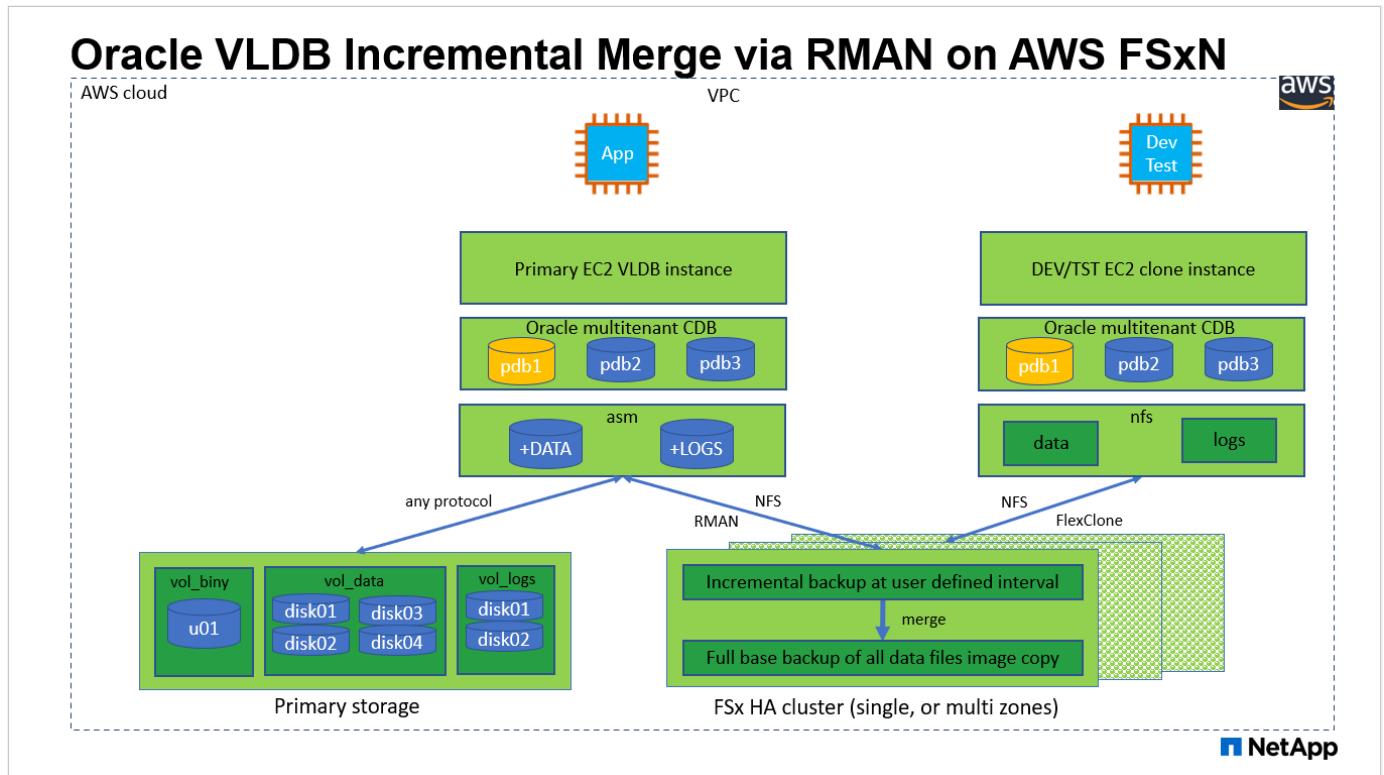 Oracle VLDB Incremental Merge via RMAN on AWS FSxN
AWS cloud
VPC
aws
App
Dev
Test
Primary EC2 VLDB instance
DEV/TST EC2 clone instance
Oracle multitenant CDB
pdb1
pdb2
pdb3
Oracle multitenant CDB
pdb1
pdb2
pdb3
asm
+DATA
+LOGS
nfs
data
logs
any protocol
NFS
RMAN
NFS
FlexClone
vol_biny
u01
vol_data
disk01
disk03
disk02
disk04
vol_logs
disk01
disk02
Primary storage
Incremental backup at user defined interval
merge
Full base backup of all data files image copy
FSx HA cluster (single, or multi zones)
NetApp